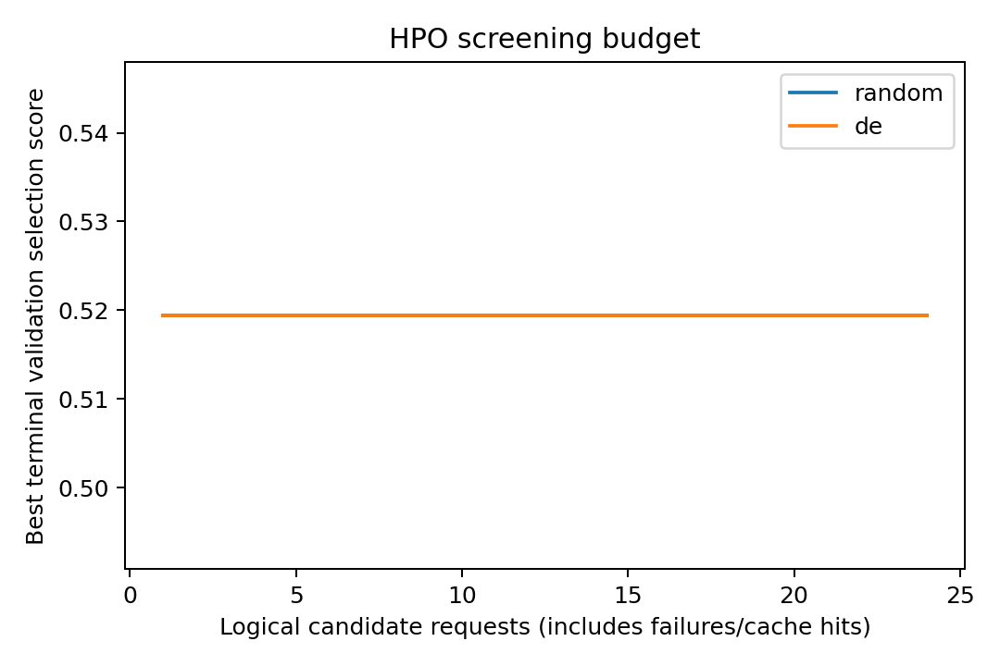 HPO screening budget
random
de
Best terminal validation selection score
0.54
0.53
0.52
0.51
0.50
0
5
10
15
20
25
Logical candidate requests (includes failures/cache hits)